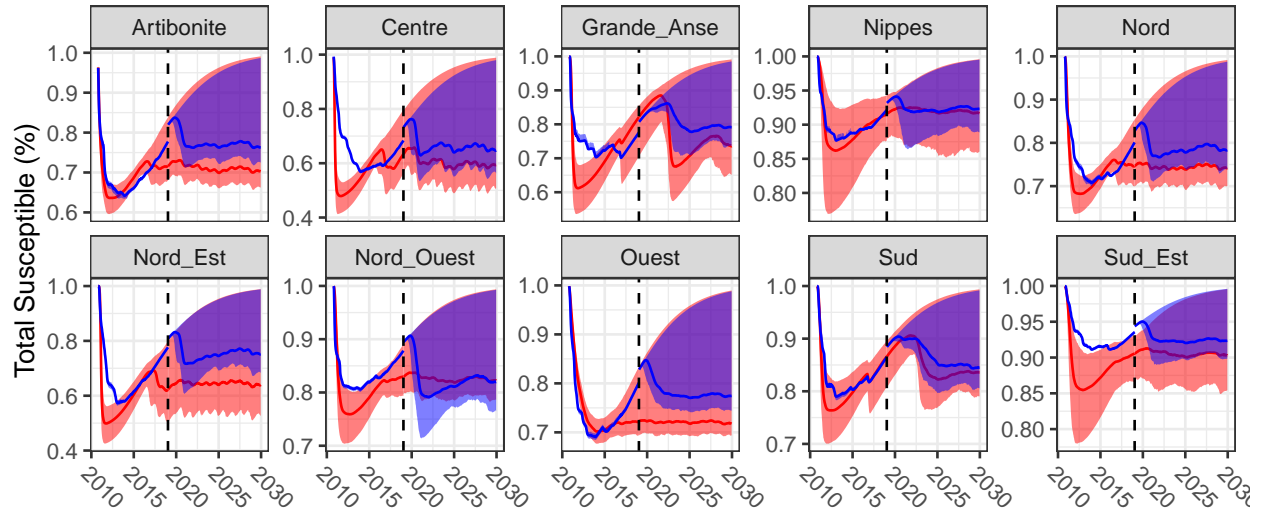 Artibonite Centre Grande_Anse Nippes Nord
1.0 1.0 1.0 1.00 1.0
0.9 0.8 0.9 0.95 0.9
0.8 0.6 0.8 0.90 0.8
0.7 0.4 0.7 0.85 0.7
0.6 0.6 0.80
Total Susceptible (%)
Nord_Est Nord_Ouest Ouest Sud Sud_Est
1.0 1.0 1.0 1.0 1.00
0.8 0.9 0.9 0.9 0.95
0.6 0.8 0.8 0.8 0.90
0.4 0.7 0.7 0.7 0.85
0.80
2010 2015 2020 2025 2030 2010 2015 2020 2025 2030 2010 2015 2020 2025 2030 2010 2015 2020 2025 2030 2010 2015 2020 2025 2030